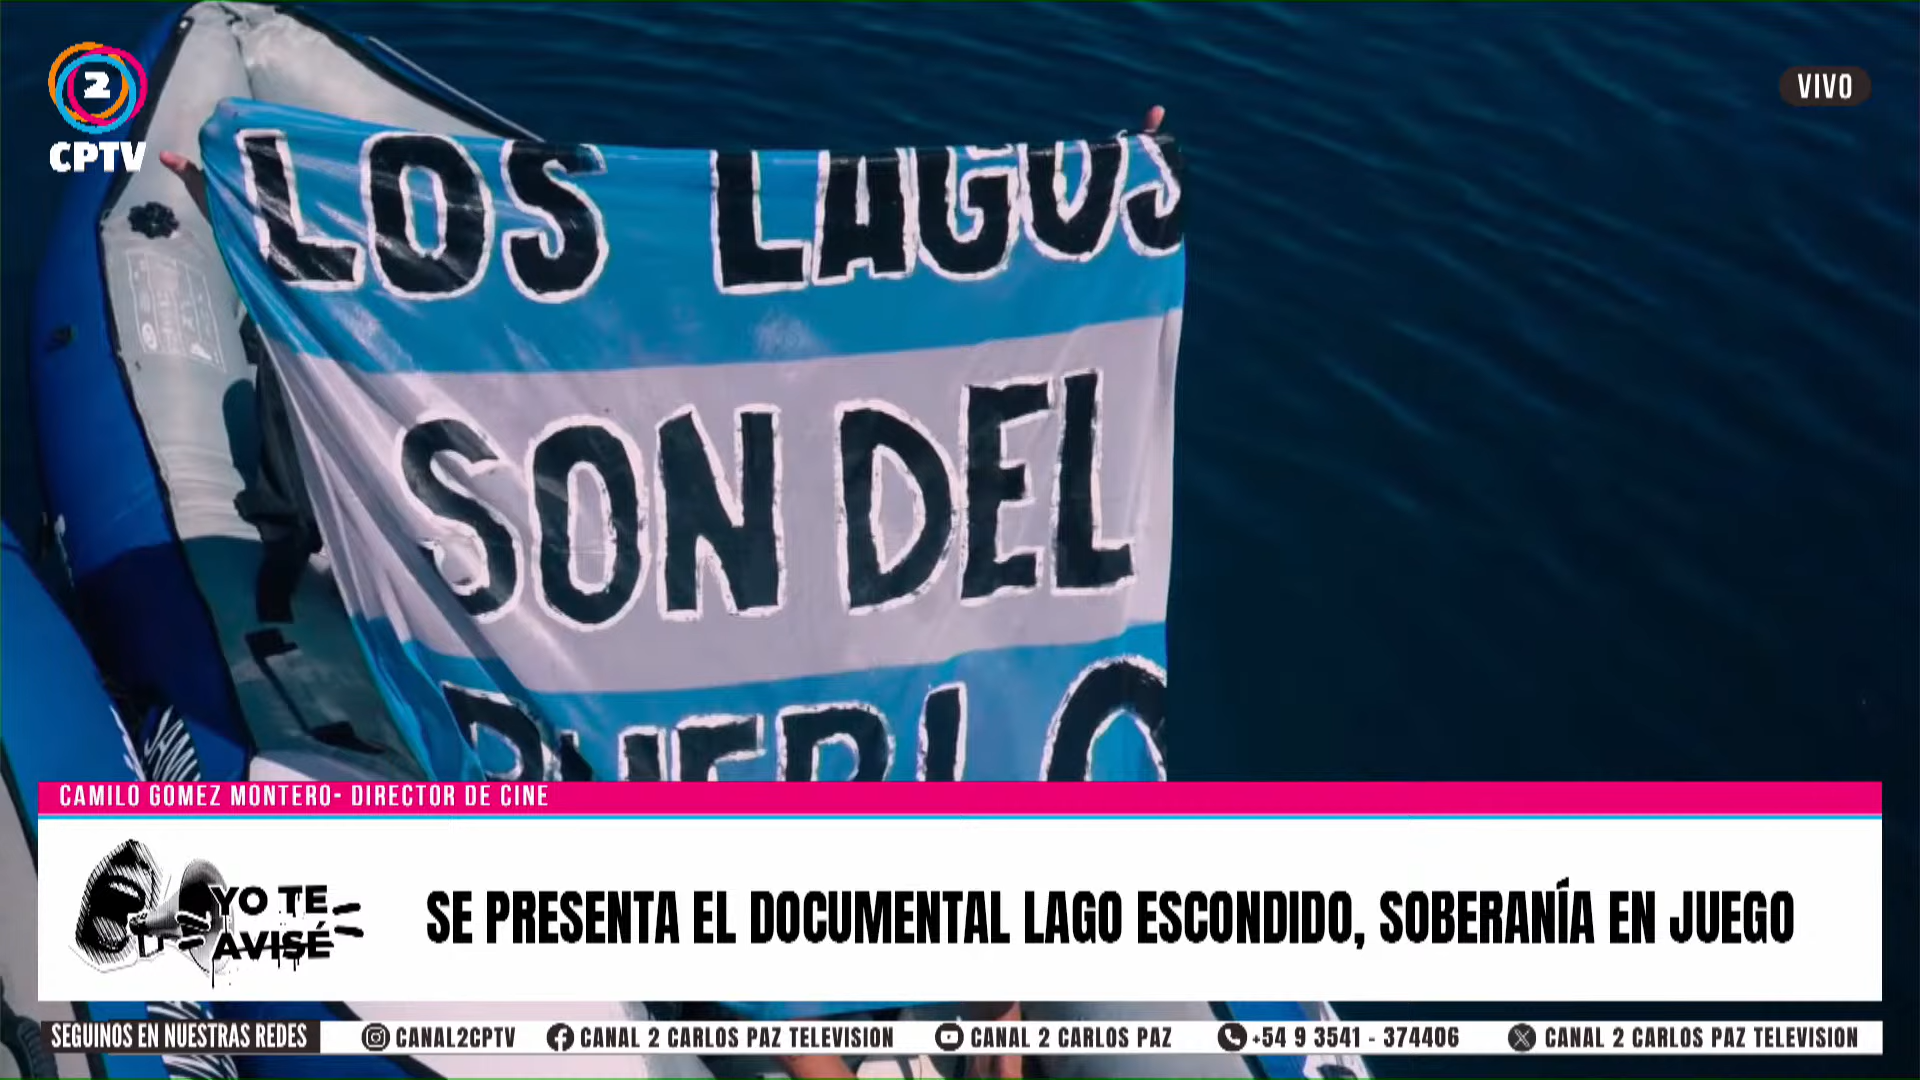 2
CPTV
VIVO
LOS LAGOS
SON DEL
PUEBLO
CAMILO GOMEZ MONTERO- DIRECTOR DE CINE
YO TE
AVISÉ
SE PRESENTA EL DOCUMENTAL LAGO ESCONDIDO, SOBERANÍA EN JUEGO
SEGUINOS EN NUESTRAS REDES
CANAL2CPTV
CANAL 2 CARLOS PAZ TELEVISION
CANAL 2 CARLOS PAZ
+54 9 3541 - 374406
CANAL 2 CARLOS PAZ TELEVISION